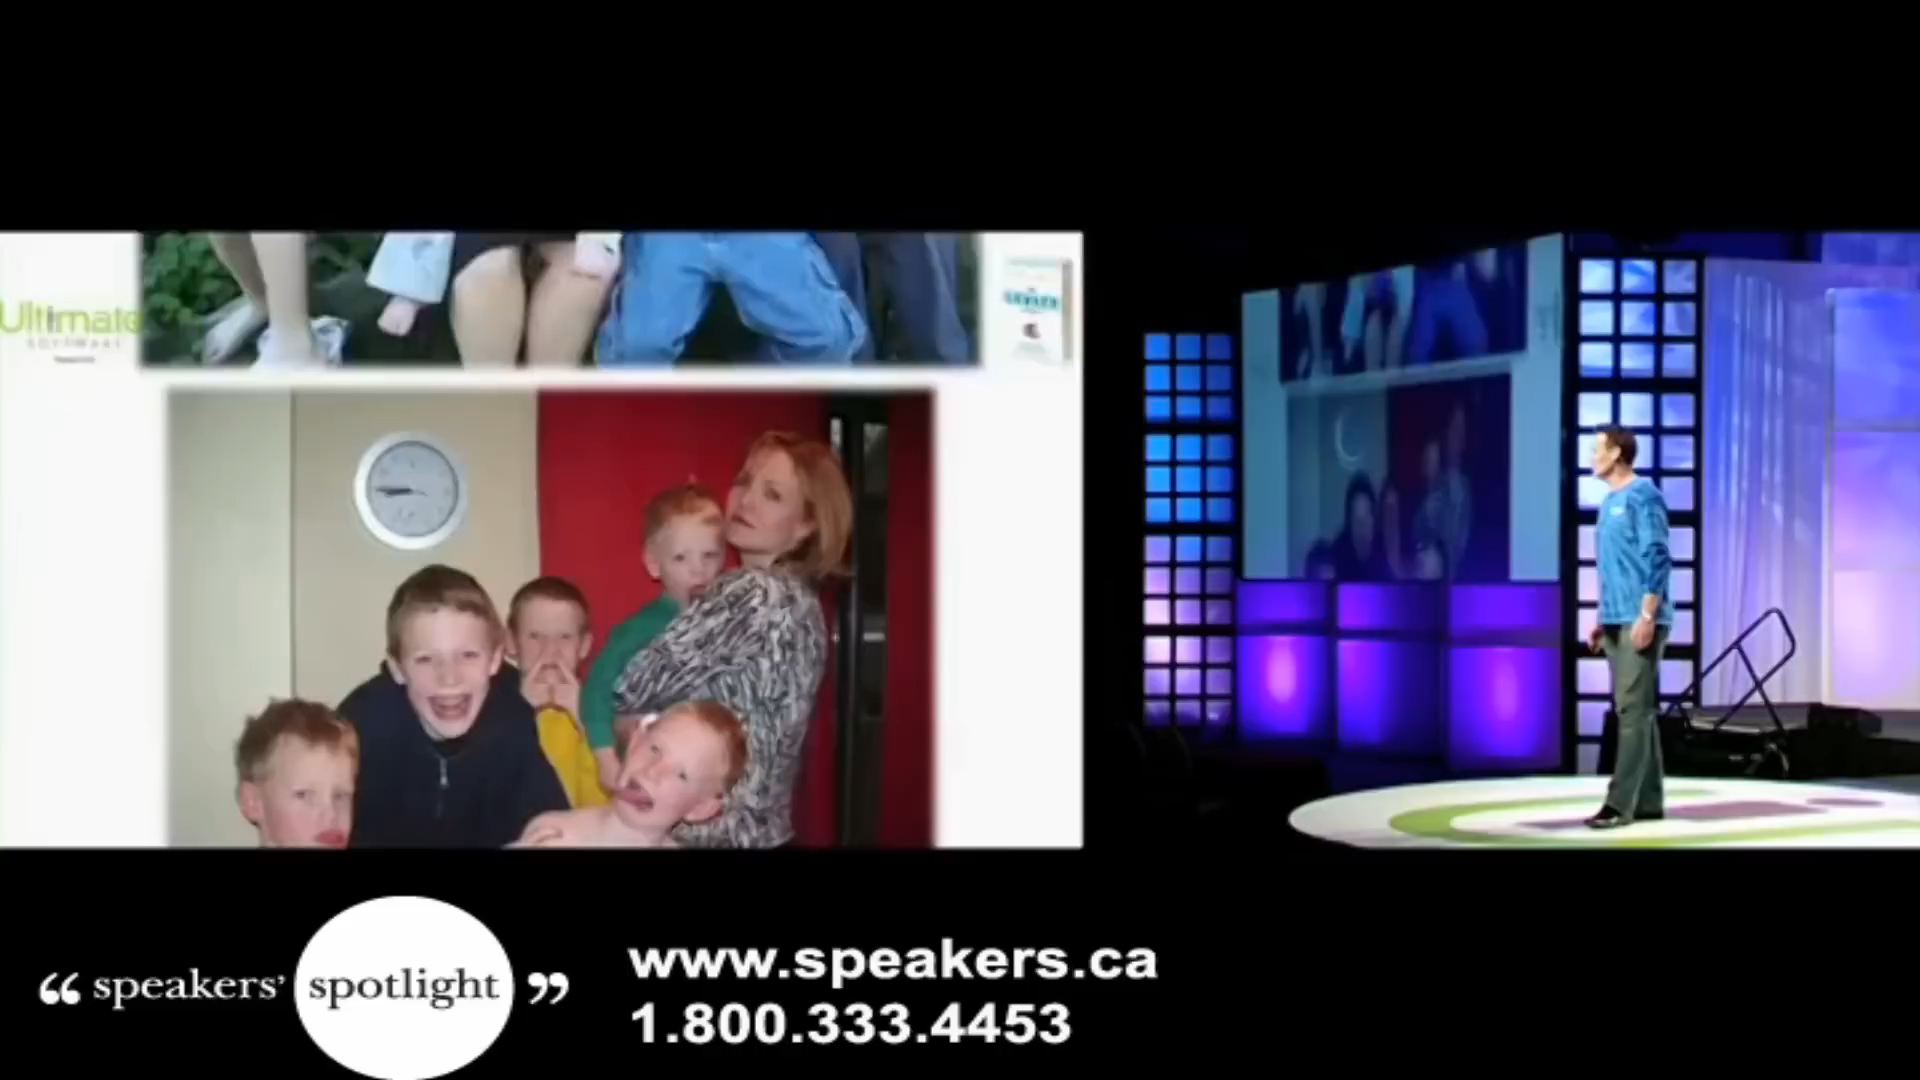 Ultimate
SOFTWARE
“ speakers’ spotlight ”
www.speakers.ca
1.800.333.4453